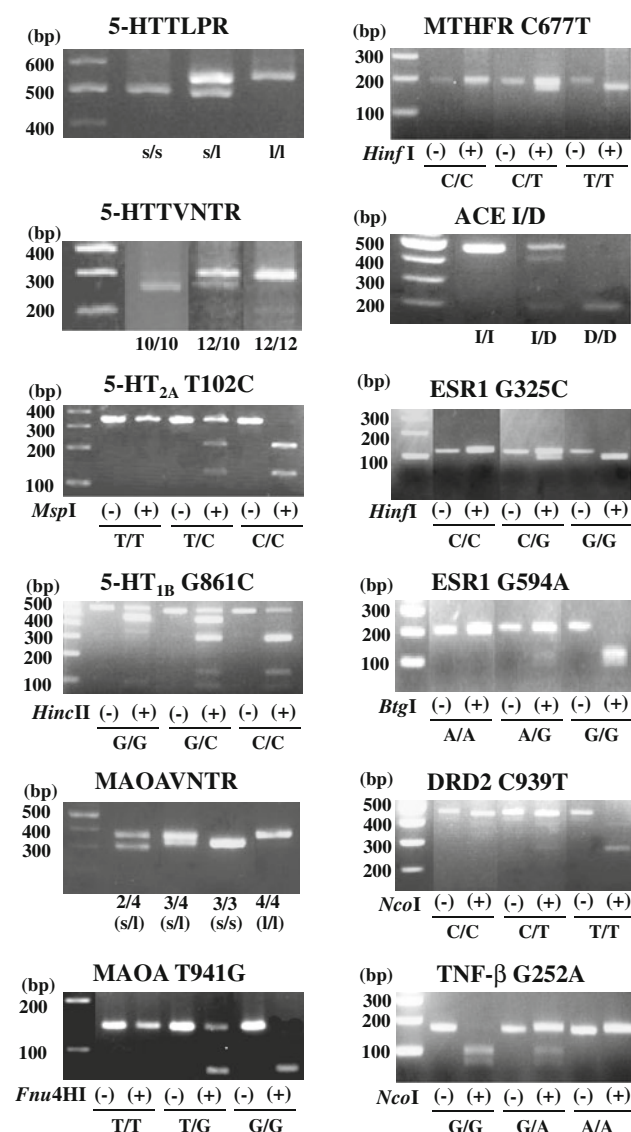 5-HTTLPR
(bp)
600
500
400
s/s s/l l/l
5-HTTVNTR
(bp)
400
300
200
10/10 12/10 12/12
5-HT2A T102C
(bp)
400
300
200
100
MspI (-) (+) (-) (+) (-) (+)
T/T T/C C/C
5-HT1B G861C
(bp)
500
400
300
200
100
HincII (-) (+) (-) (+) (-) (+)
G/G G/C C/C
MAOAVNTR
(bp)
500
400
300
2/4 3/4 3/3 4/4
(s/l) (s/l) (s/s) (l/l)
MAOA T941G
(bp)
200
100
Fnu4HI (-) (+) (-) (+) (-) (+)
T/T T/G G/G
MTHFR C677T
(bp)
300
200
100
Hinf I (-) (+) (-) (+) (-) (+)
C/C C/T T/T
ACE I/D
(bp)
500
400
300
200
I/I I/D D/D
ESR1 G325C
(bp)
300
200
100
HinfI (-) (+) (-) (+) (-) (+)
C/C C/G G/G
ESR1 G594A
(bp)
300
200
100
BtgI (-) (+) (-) (+) (-) (+)
A/A A/G G/G
DRD2 C939T
(bp)
500
400
300
200
NcoI (-) (+) (-) (+) (-) (+)
C/C C/T T/T
TNF-β G252A
(bp)
300
200
100
NcoI (-) (+) (-) (+) (-) (+)
G/G G/A A/A